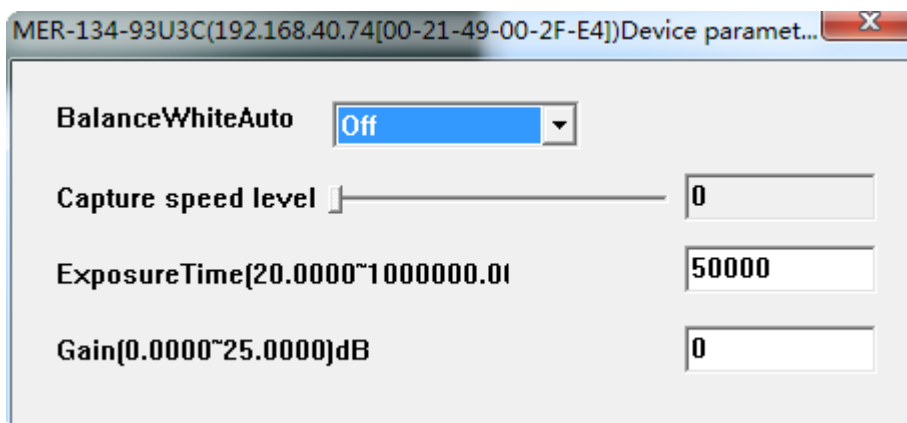 MER-134-93U3C(192.168.40.74[00-21-49-00-2F-E4])Device paramet...
BalanceWhiteAuto Off
Capture speed level 0
ExposureTime(20.0000~1000000.0( 50000
Gain(0.0000~25.0000)dB 0